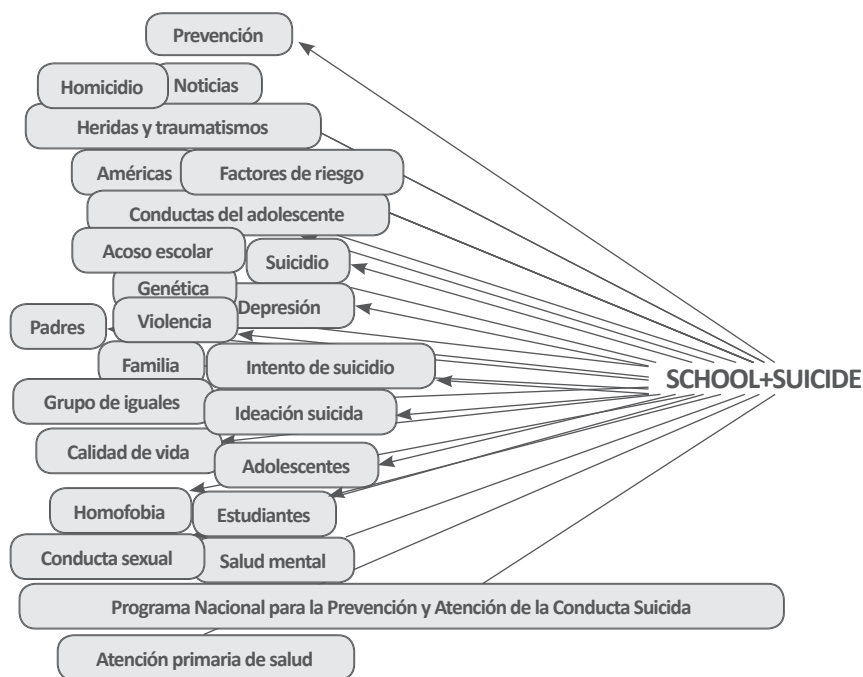 Prevención
Homicidio
Noticias
Heridas y traumatismos
Américas
Factores de riesgo
Conductas del adolescente
Acoso escolar
Suicidio
Genética
Depresión
Padres
Violencia
Familia
Intento de suicidio
SCHOOL+SUICIDE
Grupo de iguales
Ideación suicida
Calidad de vida
Adolescentes
Homofobia
Estudiantes
Conducta sexual
Salud mental
Programa Nacional para la Prevención y Atención de la Conducta Suicida
Atención primaria de salud